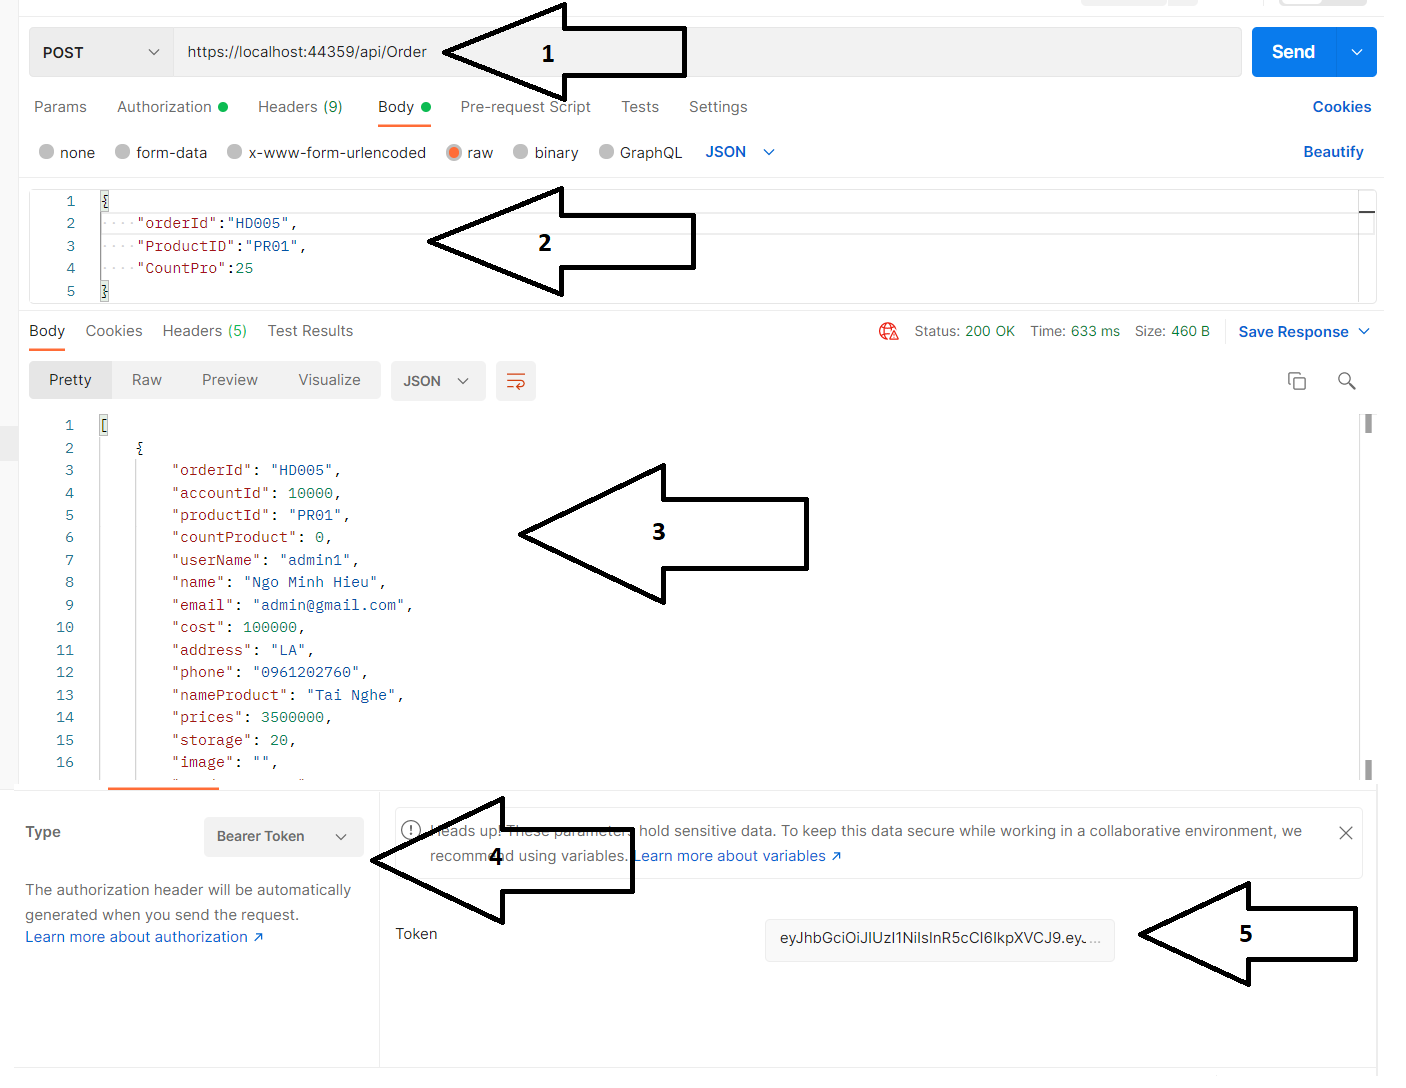 POST https://localhost:44359/api/Order 1 Send
Params Authorization Headers (9) Body Pre-request Script Tests Settings Cookies
none form-data x-www-form-urlencoded raw binary GraphQL JSON Beautify
1 {
2 "orderId":"HD005",
3 "ProductID":"PR01",
4 "CountPro":25
5 }
2
Body Cookies Headers (5) Test Results Status: 200 OK Time: 633 ms Size: 460 B Save Response
Pretty Raw Preview Visualize JSON
1 [
2 {
3 "orderId": "HD005",
4 "accountId": 10000,
5 "productId": "PR01",
6 "countProduct": 0,
7 "userName": "admin1",
8 "name": "Ngo Minh Hieu",
9 "email": "admin@gmail.com",
10 "cost": 100000,
11 "address": "LA",
12 "phone": "0961202760",
13 "nameProduct": "Tai Nghe",
14 "prices": 3500000,
15 "storage": 20,
16 "image": "",
3
Type Bearer Token
The authorization header will be automatically
generated when you send the request.
Learn more about authorization ↗
4
Heads up! These parameters hold sensitive data. To keep this data secure while working in a collaborative environment, we
recommend using variables. Learn more about variables ↗
Token eyJhbGciOiJIUzI1NiIsInR5cCI6IkpXVCJ9.eyJ ...
5